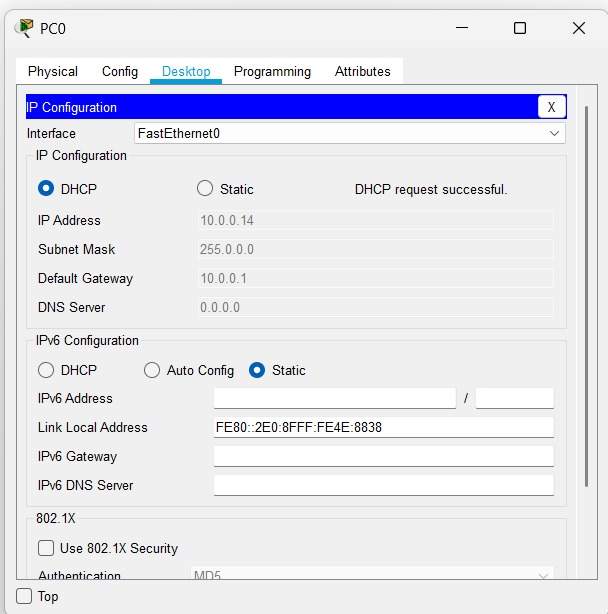 PC0
Physical Config Desktop Programming Attributes
IP Configuration X
Interface FastEthernet0
IP Configuration
DHCP Static DHCP request successful.
IP Address 10.0.0.14
Subnet Mask 255.0.0.0
Default Gateway 10.0.0.1
DNS Server 0.0.0.0
IPv6 Configuration
DHCP Auto Config Static
IPv6 Address /
Link Local Address FE80::2E0:8FFF:FE4E:8838
IPv6 Gateway
IPv6 DNS Server
802.1X
Use 802.1X Security
Authentication MD5
Top